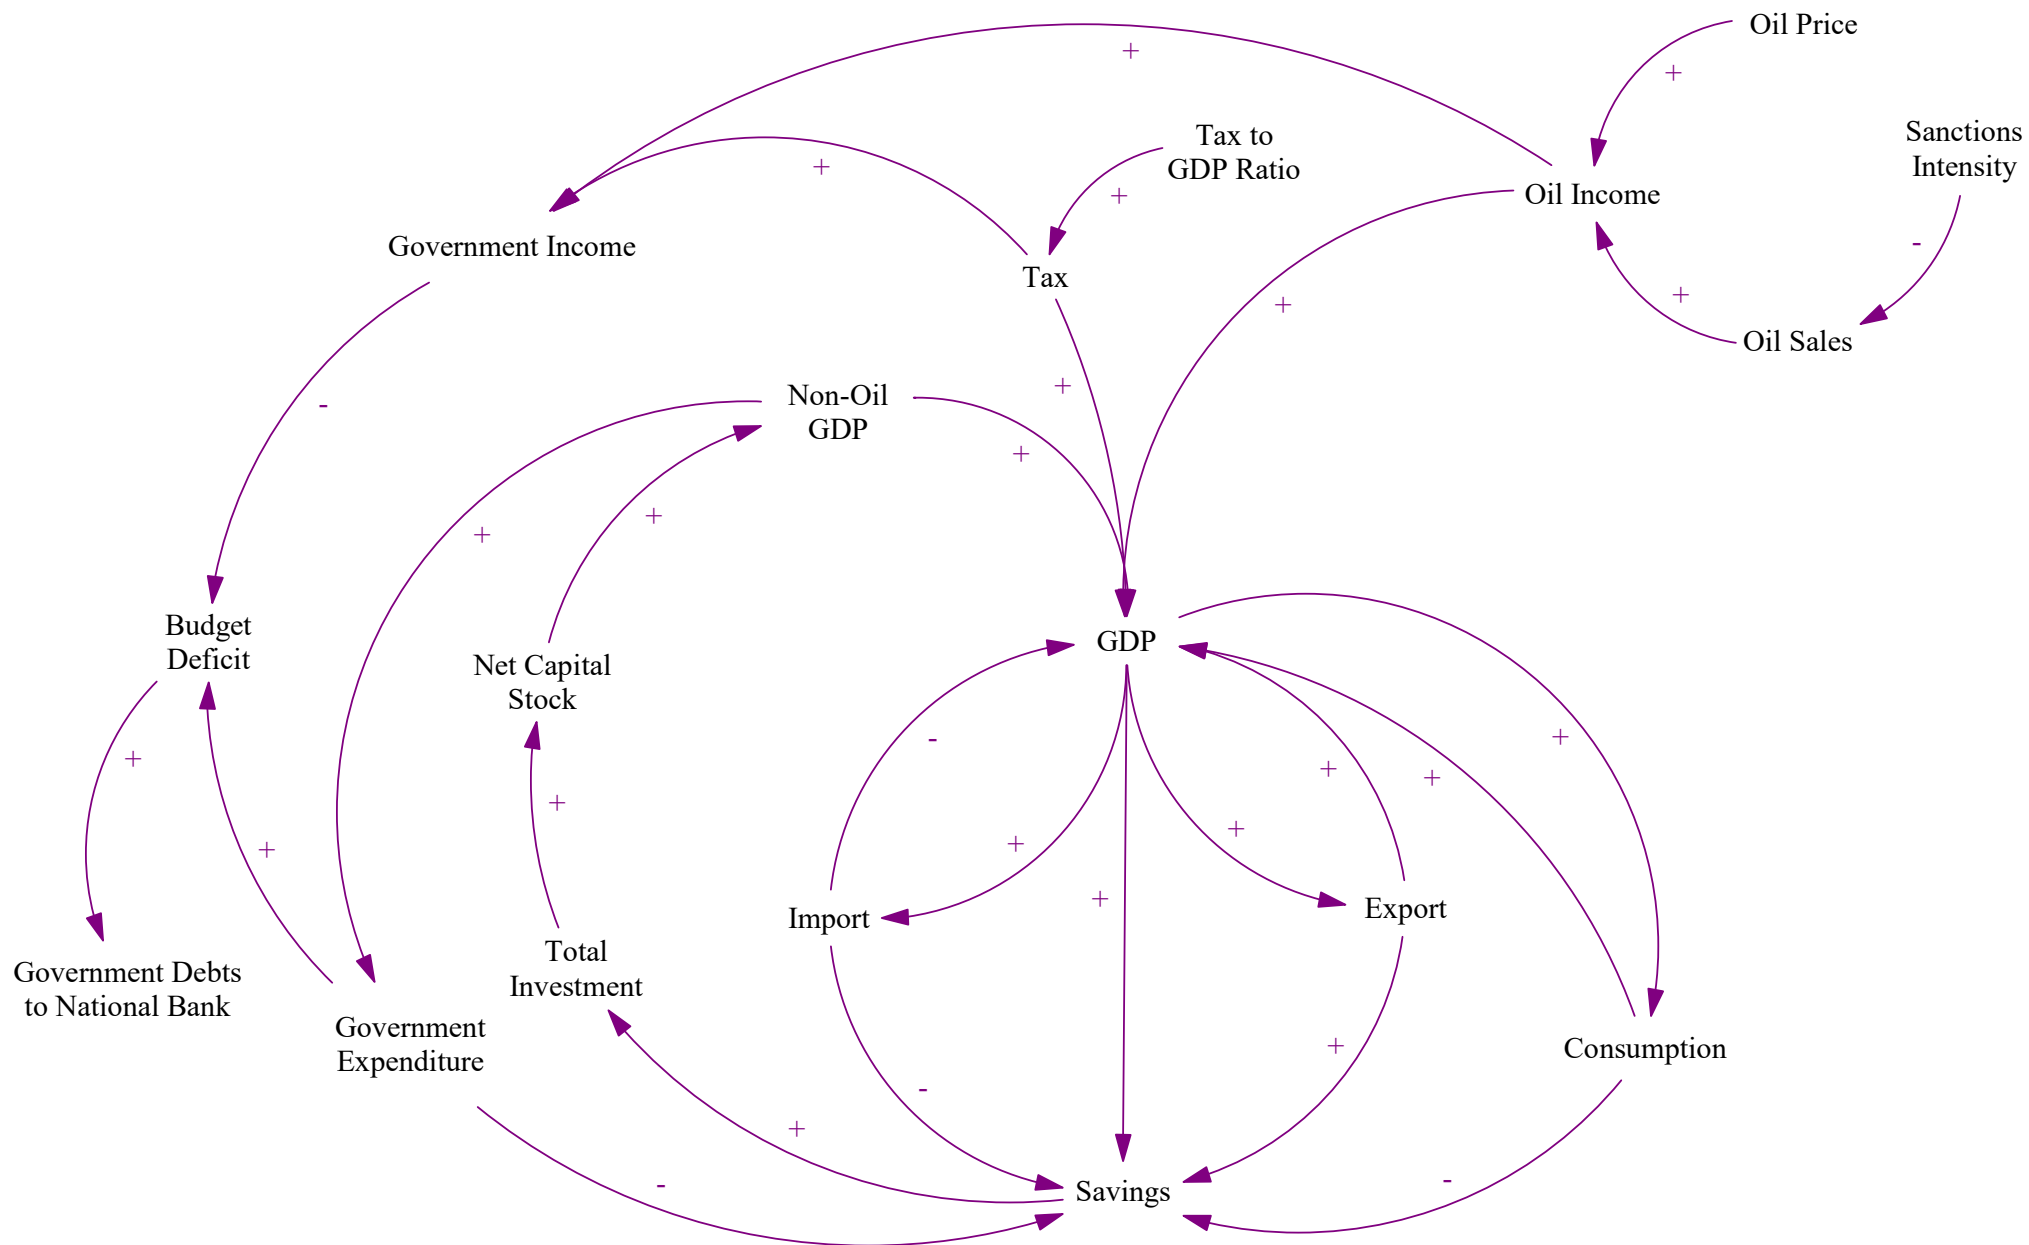 Oil Price
+
+
Sanctions
Intensity
Tax to
GDP Ratio
+
+
Oil Income
-
Government Income
Tax
+
+
Oil Sales
+
-
Non-Oil
GDP
+
+
+
+
Budget
Deficit
GDP
Net Capital
Stock
-
+
+
+
+
+
+
+
+
+
Import
Export
Total
Investment
Government Debts
to National Bank
Government
Expenditure
+
Consumption
-
+
-
-
Savings